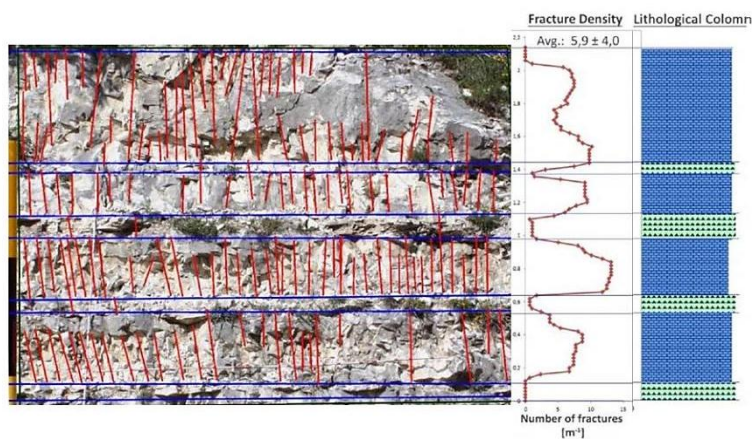 Fracture Density
Lithological Colomn
Avg.: 5,9 ± 4,0
2,2
2
1,8
1,6
1,4
1,2
1
0,8
0,6
0,4
0,2
0
0 5 10 15
Number of fractures
[m⁻¹]